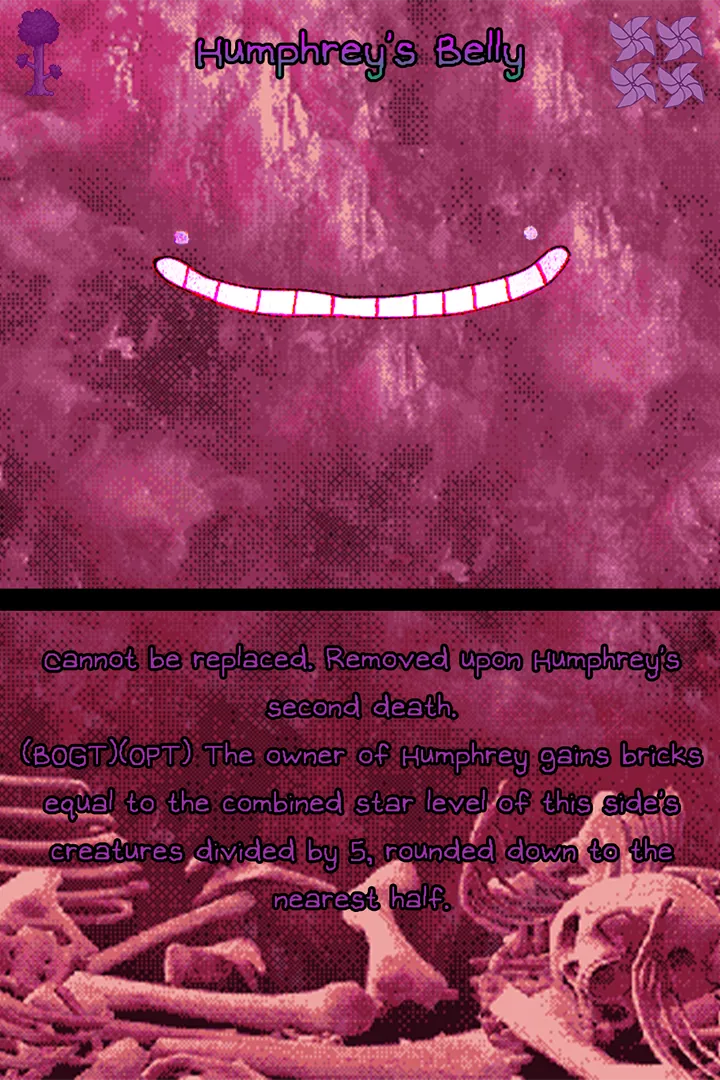 Humphrey's Belly
Cannot be replaced. Removed upon Humphrey's
second death.
(BOGT)(OPT) The owner of Humphrey gains bricks
equal to the combined star level of this side's
creatures divided by 5, rounded down to the
nearest half.